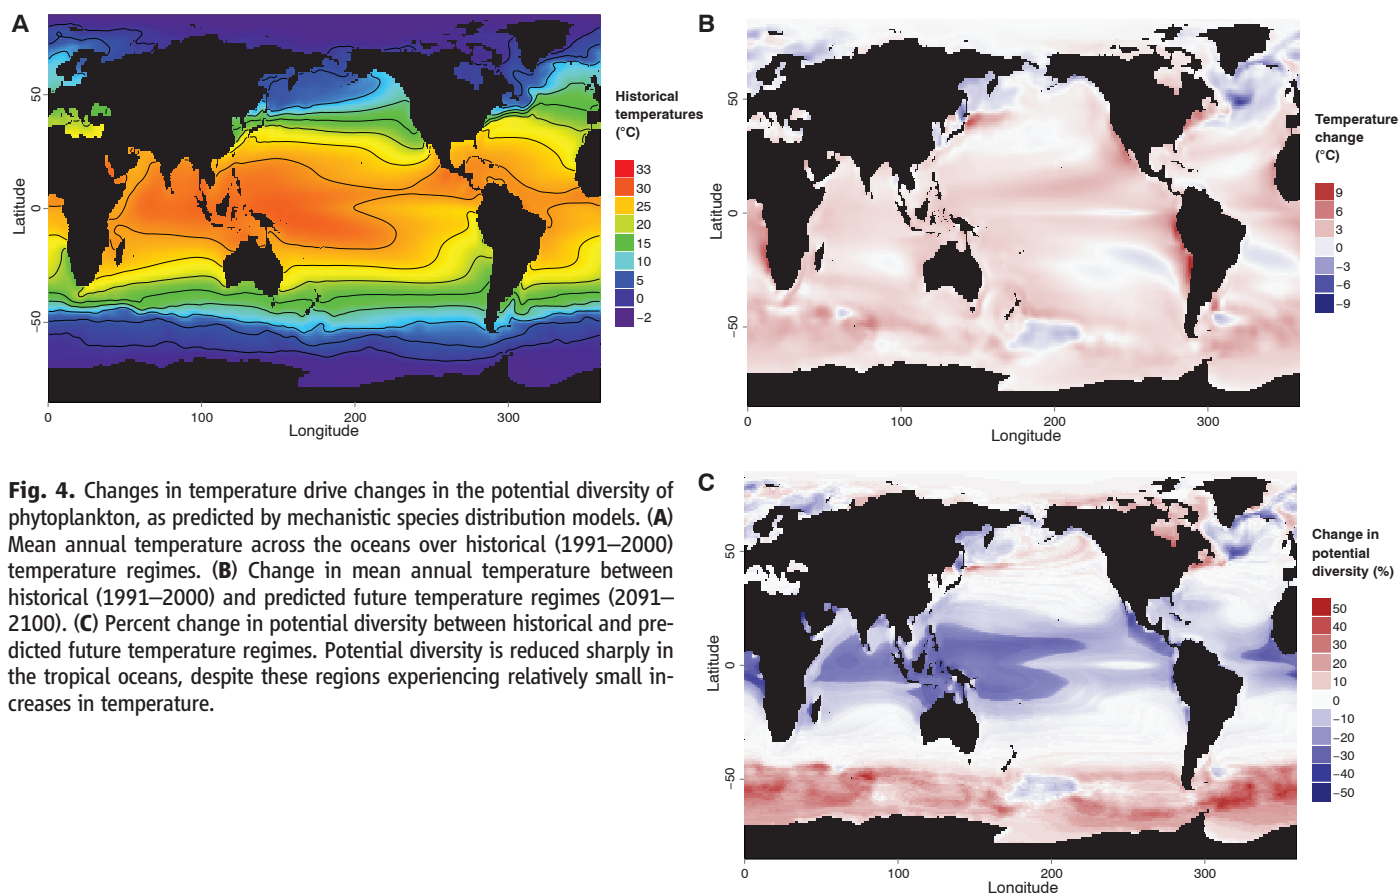 A
Historical
temperatures
(°C)
33
30
25
20
15
10
5
0
−2
50
0
−50
Latitude
0
100
200
300
Longitude
B
Temperature
change
(°C)
9
6
3
0
−3
−6
−9
50
0
−50
Latitude
0
100
200
300
Longitude
Fig. 4. Changes in temperature drive changes in the potential diversity of
phytoplankton, as predicted by mechanistic species distribution models. (A)
Mean annual temperature across the oceans over historical (1991–2000)
temperature regimes. (B) Change in mean annual temperature between
historical (1991–2000) and predicted future temperature regimes (2091–
2100). (C) Percent change in potential diversity between historical and pre-
dicted future temperature regimes. Potential diversity is reduced sharply in
the tropical oceans, despite these regions experiencing relatively small in-
creases in temperature.
C
Change in
potential
diversity (%)
50
40
30
20
10
0
−10
−20
−30
−40
−50
50
0
−50
Latitude
0
100
200
300
Longitude